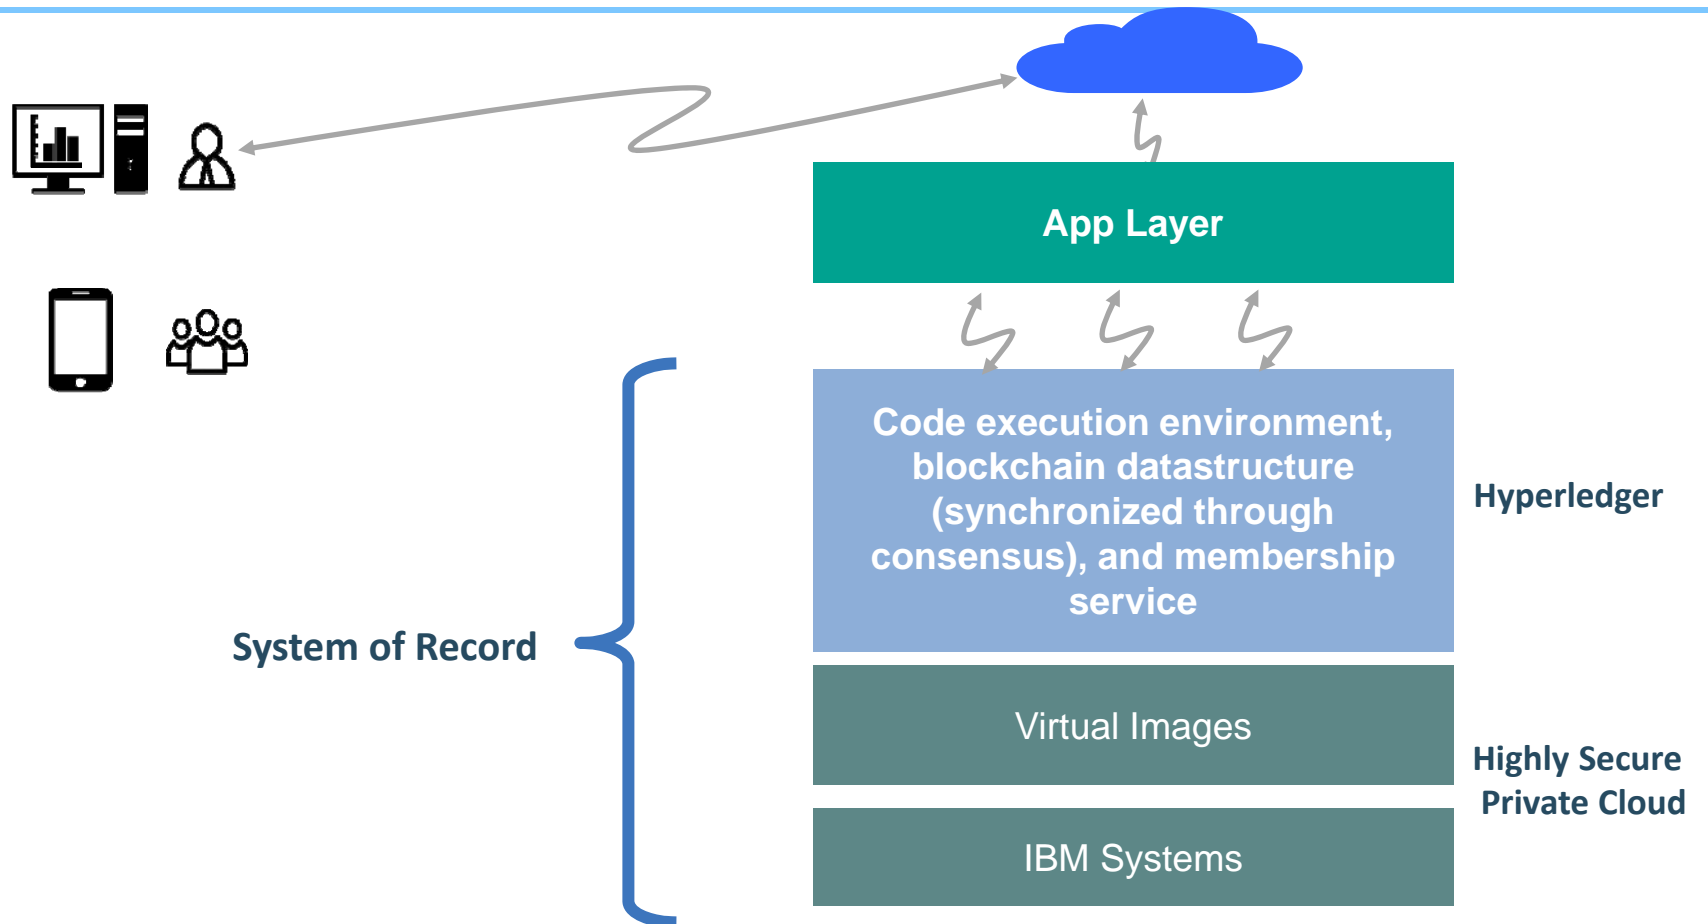 App Layer
Code execution environment,
blockchain datastructure
(synchronized through
consensus), and membership
service
Hyperledger
System of Record
Virtual Images
Highly Secure
Private Cloud
IBM Systems